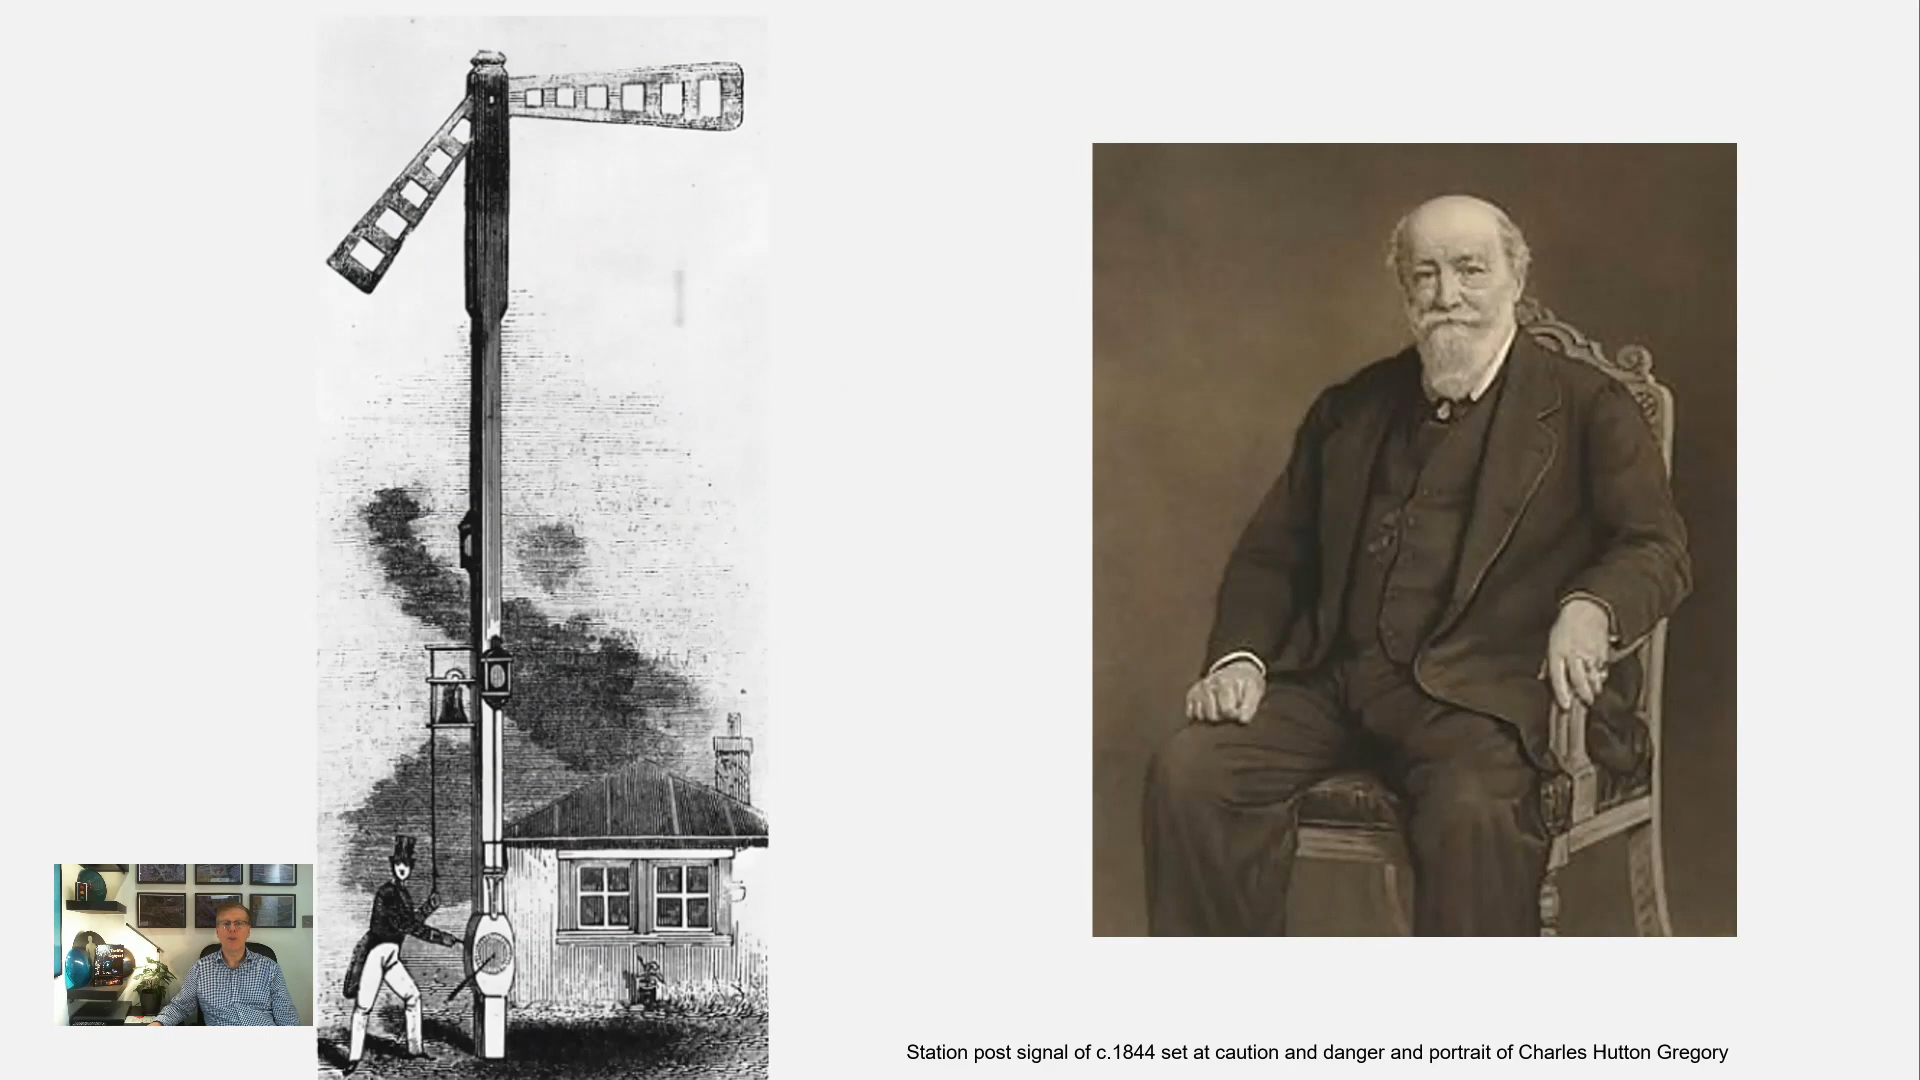 Station post signal of c.1844 set at caution and danger and portrait of Charles Hutton Gregory